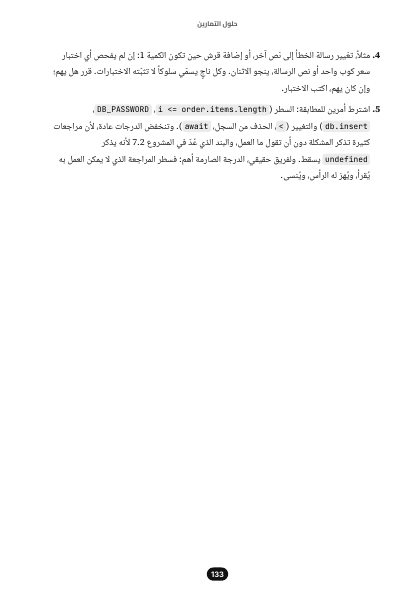 حلول التمارين
4. مثلاً، تغيير رسالة الخطأ إلى نص آخر، أو إضافة قرش حين تكون الكمية 1: إن لم يفحص أي اختبار
سعر كوب واحد أو نص الرسالة، ينجو الاثنان. وكل ناجٍ يسمّي سلوكاً لا تثبّته الاختبارات. قرر هل يهم؛
وإن كان يهم، اكتب الاختبار.
5. اشترط أمرين للمطابقة: السطر (i <= order.items.length، DB_PASSWORD،
db.insert) والتغيير (<، الحذف من السجل، await). وتنخفض الدرجات عادة، لأن مراجعات
كثيرة تذكر المشكلة دون أن تقول ما العمل، والبند الذي عُدّ في المشروع 7.2 لأنه يذكر
undefined يسقط. ولفريق حقيقي، الدرجة الصارمة أهم: فسطر المراجعة الذي لا يمكن العمل به
يُقرأ، ويُهزّ له الرأس، ويُنسى.
133